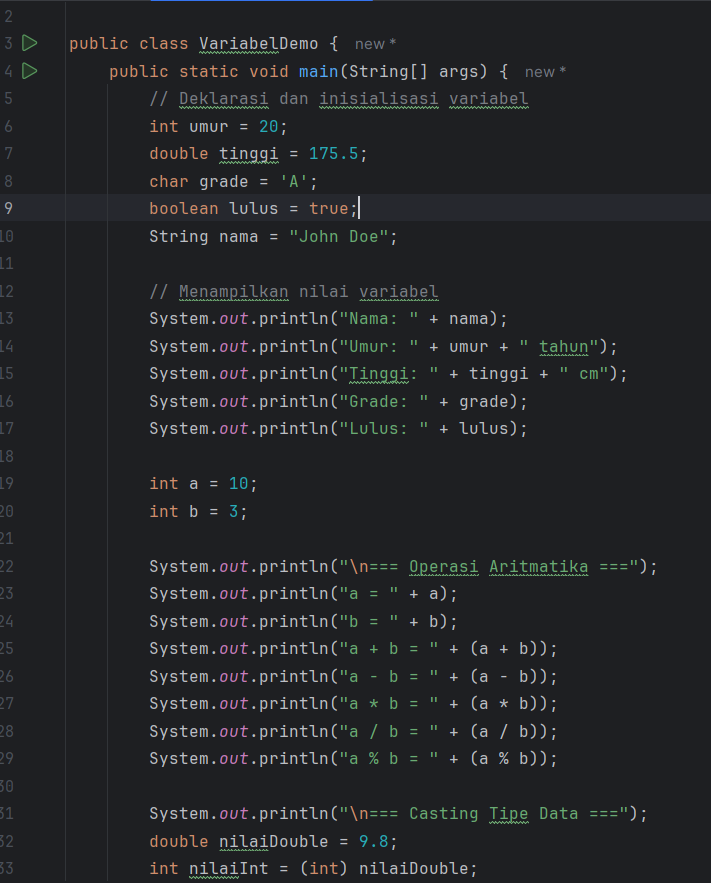 2
3 public class VariabelDemo { new *
4 public static void main(String[] args) { new *
5 // Deklarasi dan inisialisasi variabel
6 int umur = 20;
7 double tinggi = 175.5;
8 char grade = 'A';
9 boolean lulus = true;
10 String nama = "John Doe";
11
12 // Menampilkan nilai variabel
13 System.out.println("Nama: " + nama);
14 System.out.println("Umur: " + umur + " tahun");
15 System.out.println("Tinggi: " + tinggi + " cm");
16 System.out.println("Grade: " + grade);
17 System.out.println("Lulus: " + lulus);
18
19 int a = 10;
20 int b = 3;
21
22 System.out.println("\n=== Operasi Aritmatika ===");
23 System.out.println("a = " + a);
24 System.out.println("b = " + b);
25 System.out.println("a + b = " + (a + b));
26 System.out.println("a - b = " + (a - b));
27 System.out.println("a * b = " + (a * b));
28 System.out.println("a / b = " + (a / b));
29 System.out.println("a % b = " + (a % b));
30
31 System.out.println("\n=== Casting Tipe Data ===");
32 double nilaiDouble = 9.8;
33 int nilaiInt = (int) nilaiDouble;